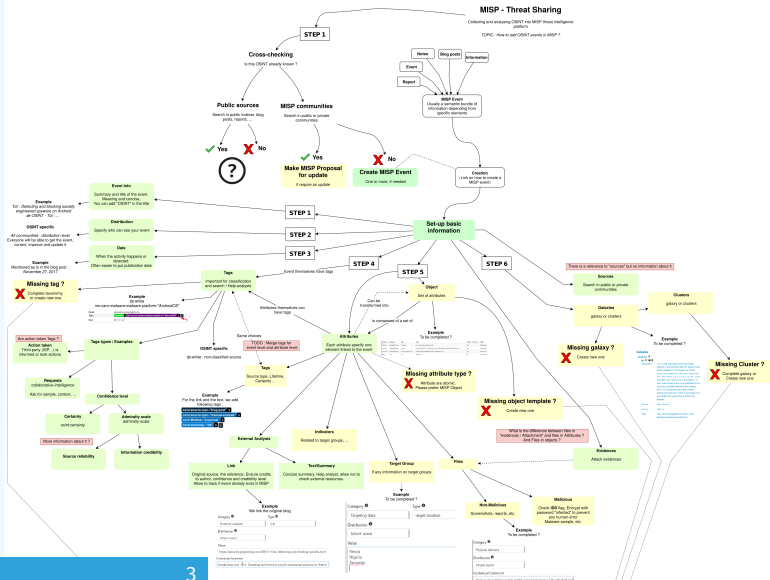 MISP - Threat Sharing
Collecting and analysing OSINT into MISP threat intelligence
platform
TOPIC : How to add OSINT events is MISP ?
STEP 1
Cross-checking
Is this OSINT already known ?
Notes
Blog posts
Information
Event
Report
MISP Event
Usually a semantic bundle of
information depending from
specific elements
Public sources
Search in public indexer, blog
posts, reports, ...
MISP communities
Search in public or private
communities
Yes
No
?
Yes
No
Make MISP Proposal
for update
It require an update
Create MISP Event
One or more, if needed
Creation
(Link on how to create a
MISP event)
Set-up basic
information
Event info
Summary and title of the event.
Meaning and concise.
You can add "OSINT" in the title
Example
Tizi : Detecting and blocking socially
engineered spyware on Android
or OSINT - Tizi : ...
STEP 1
Distribution
Specify who can see your event
OSINT specific
All communities : distribution level
Everyone will be able to get the event,
correct, improve and update it
STEP 2
Date
When the activity happens or
detected.
Often easier to put publication date.
Example
Mentioned as in the blog post :
November 27, 2017
STEP 3
STEP 4
STEP 5
STEP 6
Event themselves have tags
Tags
Important for classification
and search / Help analyst
Missing tag ?
Complete taxonomy
or create new one
Example
tlp:white
ms-caro-malware:malware-platform="AndroidOS"
Are action taken Tags ?
Action taken
Third party (ISP, ...) is
informed or took actions
Tags types / Examples
Requests
collaborative intelligence
Ask for sample, context, ...
Confidence level
Certainty
osint:certainty
Admiralty scale
admiralty-scale
More information about it ?
Source reliability
Information credibility
OSINT specific
tlp:white : non-classified source
Attributes themselves can
have tags
Same choices
TODO : Merge tags for
event level and attribute level
Tags
Source type, Lifetime,
Certainty ...
Example
For the link and the text, we add
following tags :
Attributes
Each attribute specify one
element linked to the event
Can be
transformed into
is composed of a set of
Object
Set of attributes
Example
To be completed ?
Missing attribute type ?
Attribute are atomic.
Please prefer MISP Object
Missing object template ?
Create new one
There is a reference to "sources" but no information about it
Sources
Search in public or private
communities
Galaxies
galaxy or clusters
Clusters
galaxy or clusters
Example
To be completed ?
Missing galaxy ?
Create new one
Missing Cluster ?
Complete galaxy or
Create new one
External Analysis
Link
Original source, the reference. Ensure credits
to author, confidence and credibility level.
Allow to track if event already exist in MISP
Text/Summary
Concise summary, Help analyst, allow not to
check external resources.
Indicators
Related to target groups, ...
Target Group
If any information on target groups
Files
What is the difference between files in
"evidences / Attachment" and files in Attributes ?
And Files in objects ?
Evidences
Attach evidences
Non-Malicious
Screenshots, reports, etc.
Malicious
Check IDS flag, Encrypt with
password "infected" to prevent
any human-error
Malware sample, etc.
Example
We link the original blog
Example
To be completed ?
Category
Type
Targeting data
target-location
Distribution
Inherit event
Value
Kenya
Nigeria
Tanzania
Example
To be completed ?
Category
Payload delivery
Distribution
3